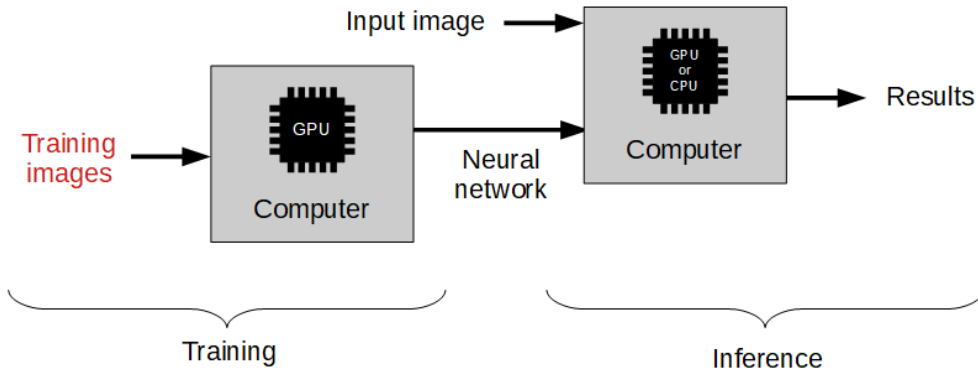 Input image
GPU
or
CPU
Computer
Results
GPU
Computer
Training
images
Neural
network
Training
Inference